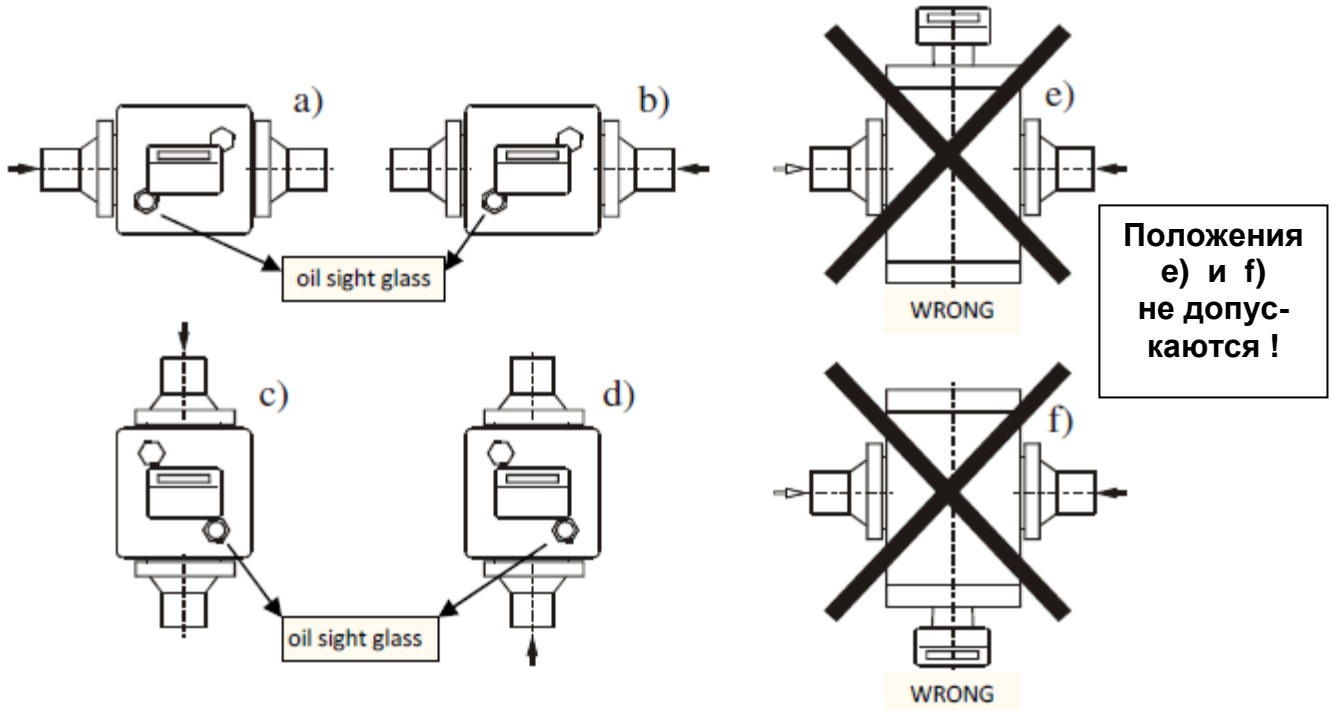 a)
b)
e)
oil sight glass
WRONG
Положения
e) и f)
не допус-
каются !
c)
d)
f)
oil sight glass
WRONG